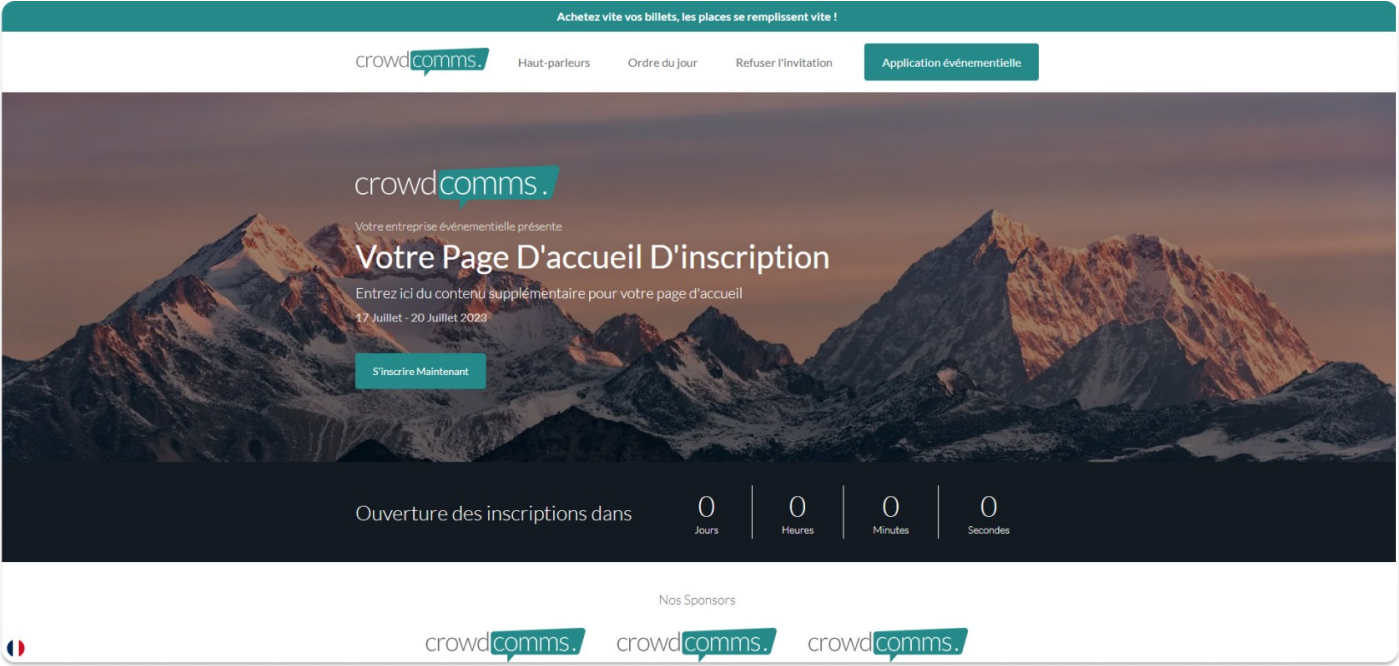 Achetez vite vos billets, les places se remplissent vite !
crowdcomms.
Haut-parleurs
Ordre du jour
Refuser l'invitation
Application événementielle
crowdcomms.
Votre entreprise événementielle présente
Votre Page D'accueil D'inscription
Entrez ici du contenu supplémentaire pour votre page d'accueil
17 Juillet - 20 Juillet 2023
S'inscrire Maintenant
Ouverture des inscriptions dans
0
Jours
0
Heures
0
Minutes
0
Secondes
Nos Sponsors
crowdcomms.
crowdcomms.
crowdcomms.